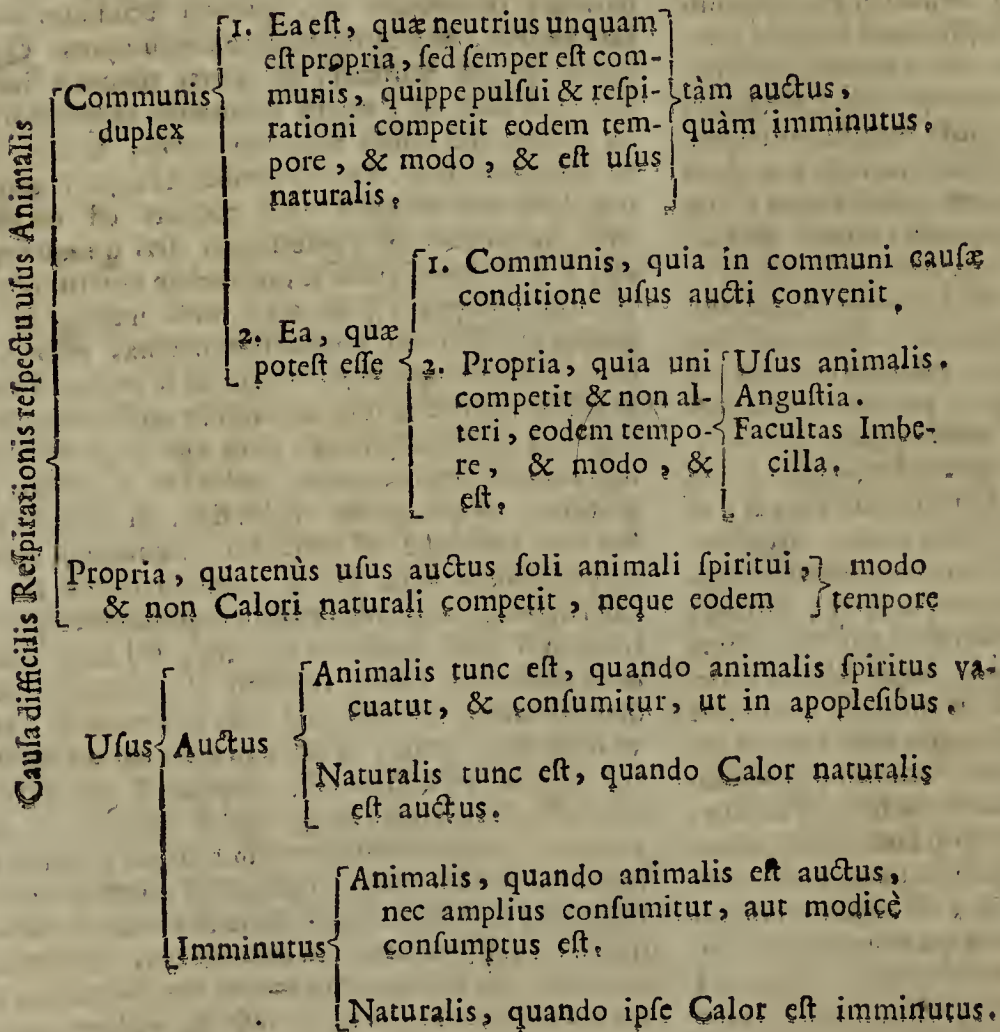 Cauſa difficilis Reſpirationis reſpectu uſus Animalis
Communis
duplex
1. Ea eſt, quæ neutrius unquam
eſt propria, ſed ſemper eſt com-
munis, quippe pulſui & reſpi-
rationi competit eodem tem-
pore, & modo, & eſt uſus
naturalis,
tàm auctus,
quàm imminutus.
2. Ea, quæ
poteſt eſſe
1. Communis, quia in communi cauſæ
conditione uſus aucti convenit,
2. Propria, quia uni
competit & non al-
teri, eodem tempo-
re, & modo, &
eſt,
Uſus animalis.
Anguſtia.
Facultas Imbe-
cilla.
Propria, quatenùs uſus auctus ſoli animali ſpiritui,
& non Calori naturali competit, neque eodem
modo
tempore
Uſus
Auctus
Animalis tunc eſt, quando animalis ſpiritus va-
cuatut, & conſumitur, ut in apopleſibus.
Naturalis tunc eſt, quando Calor naturalis
eſt auctus.
Imminutus
Animalis, quando animalis eſt auctus,
nec amplius conſumitur, aut modicè
conſumptus eſt.
Naturalis, quando ipſe Calor eſt imminutus.